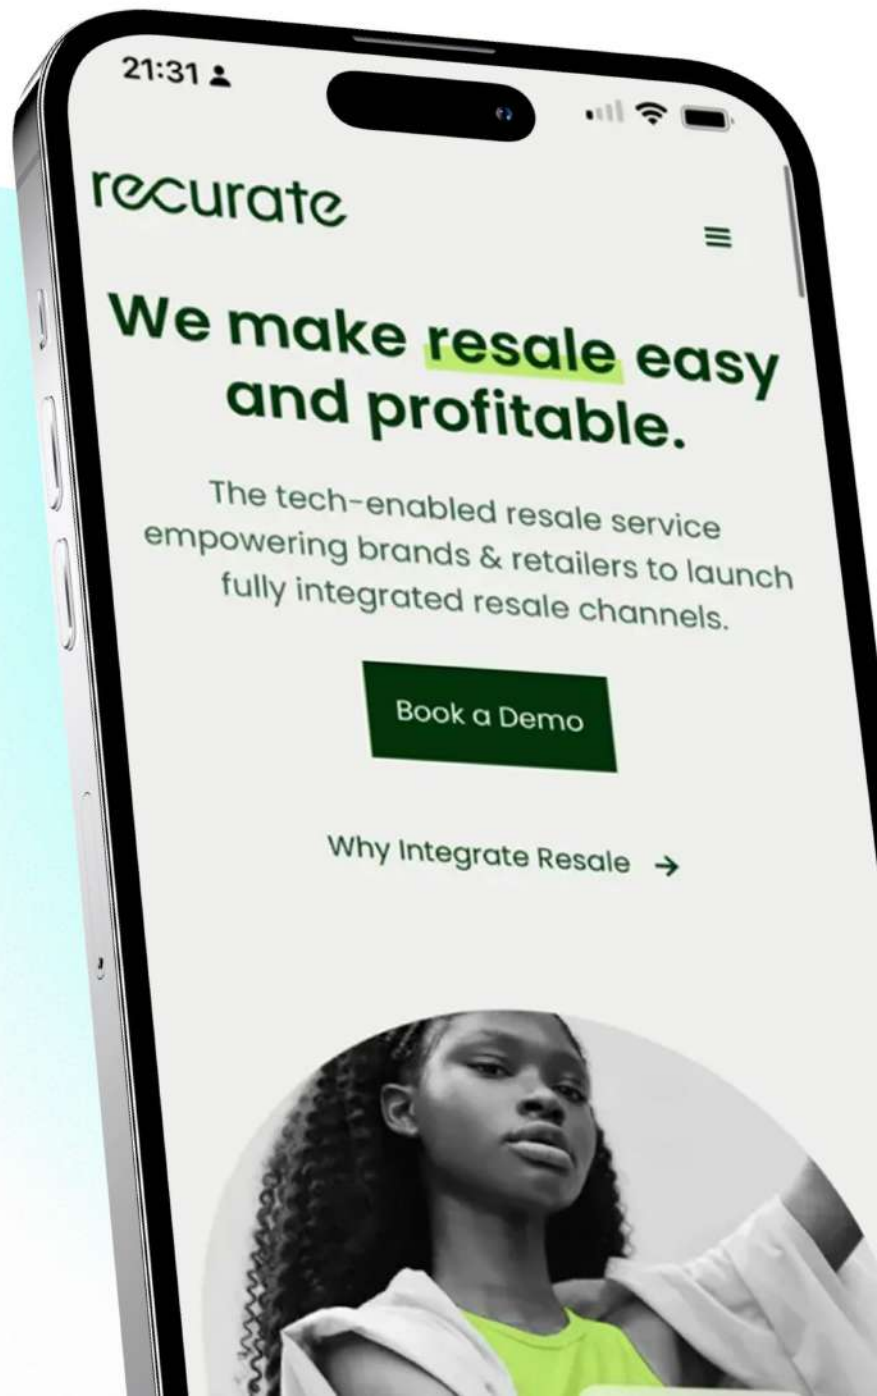 21:31
recurate
We make resale easy
and profitable.
The tech-enabled resale service
empowering brands & retailers to launch
fully integrated resale channels.
Book a Demo
Why Integrate Resale →